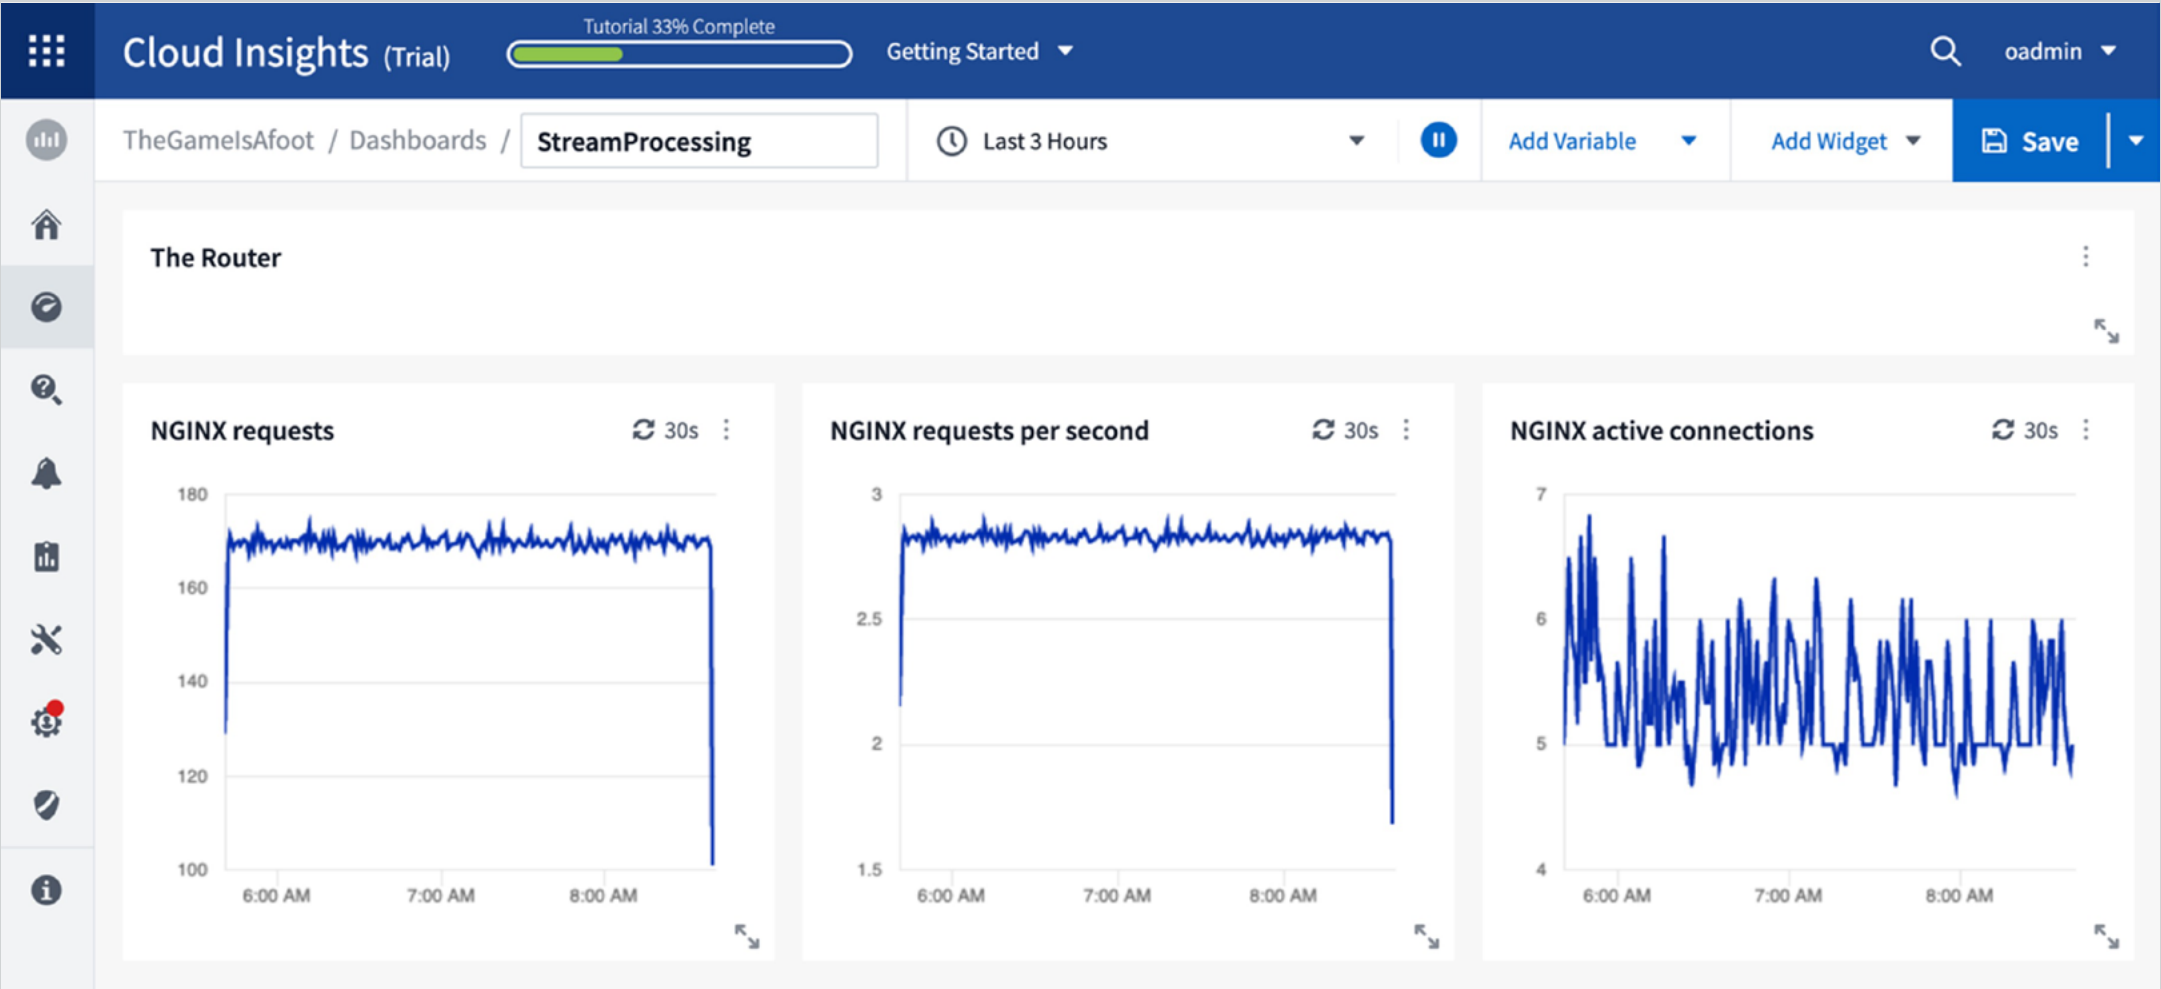 Tutorial 33% Complete
Cloud Insights (Trial)
Getting Started
oadmin
TheGameIsAfoot / Dashboards / StreamProcessing
Last 3 Hours
Add Variable
Add Widget
Save
The Router
NGINX requests
30s
180
160
140
120
100
6:00 AM
7:00 AM
8:00 AM
NGINX requests per second
30s
3
2.5
2
1.5
6:00 AM
7:00 AM
8:00 AM
NGINX active connections
30s
7
6
5
4
6:00 AM
7:00 AM
8:00 AM